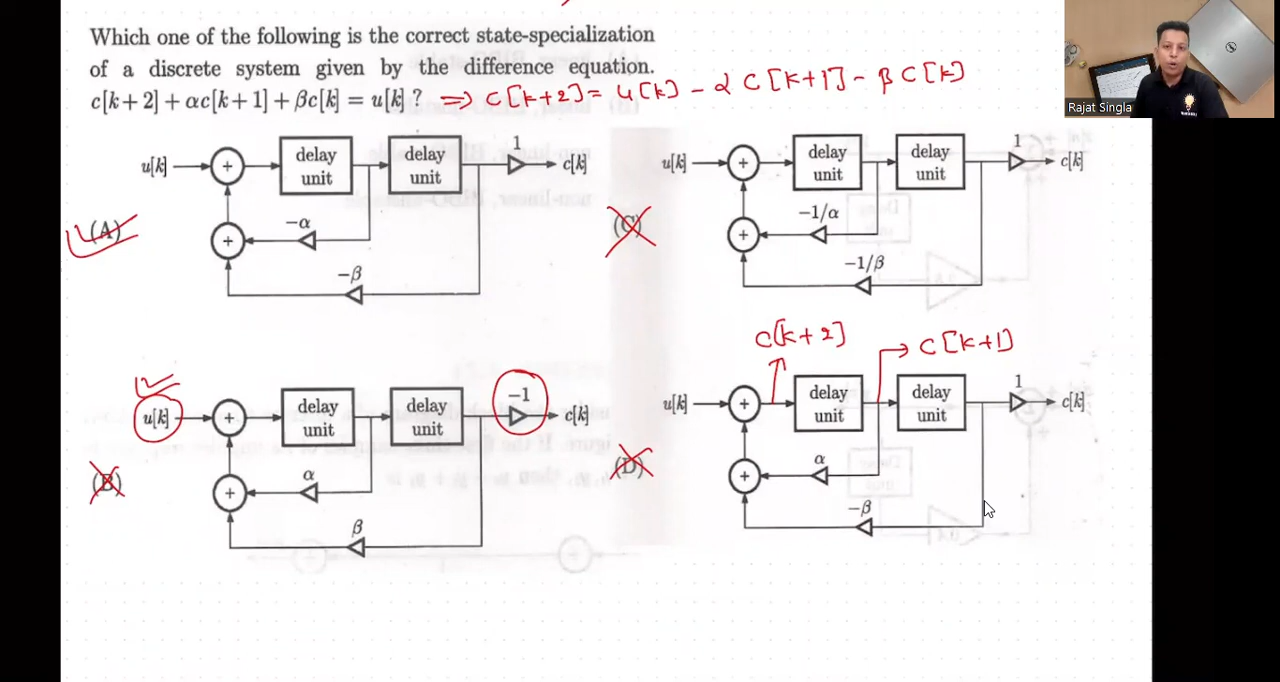 Which one of the following is the correct state-specialization
of a discrete system given by the difference equation.
c[k+2] + αc[k+1] + βc[k] = u[k] ? ⇒ C[k+2] = u[k] - α C[k+1] - β C[k]
Rajat Singla
u[k] + delay unit delay unit 1 c[k]
(A)
+ -α
-β
u[k] + delay unit delay unit 1 c[k]
(C)
+ -1/α
-1/β
u[k] + delay unit delay unit -1 c[k]
(B)
+ α
β
C[k+2] C[k+1]
u[k] + delay unit delay unit 1 c[k]
(D)
+ α
-β